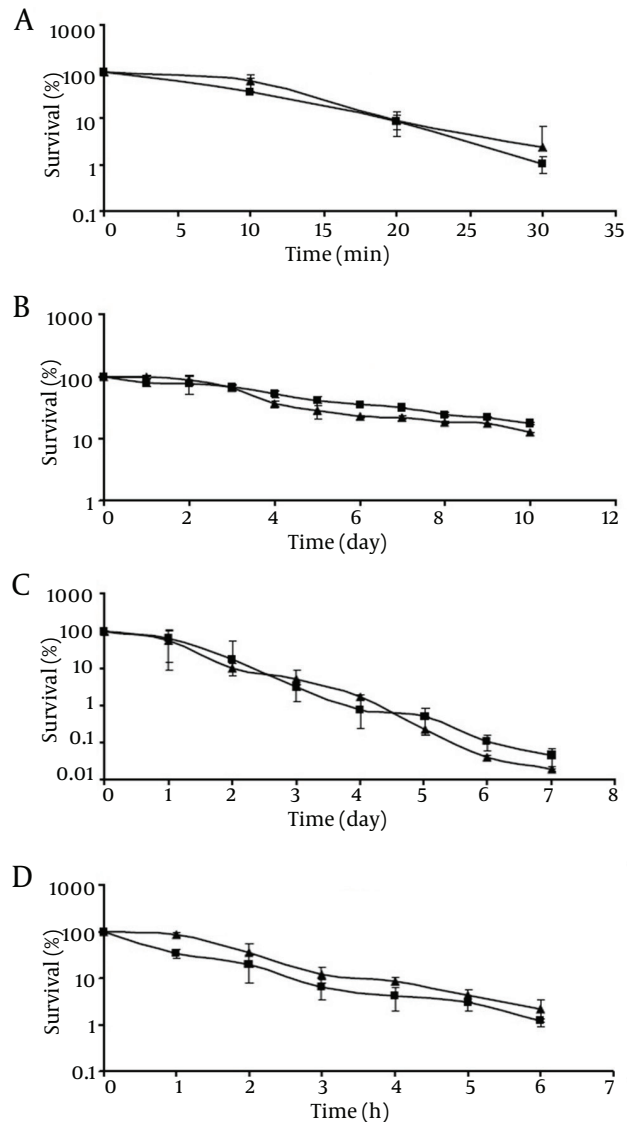 A
1000
100
10
1
0.1
Survival (%)
0 5 10 15 20 25 30 35
Time (min)
B
1000
100
10
1
Survival (%)
0 2 4 6 8 10 12
Time (day)
C
1000
100
10
1
0.1
0.01
Survival (%)
0 1 2 3 4 5 6 7 8
Time (day)
D
1000
100
10
1
0.1
Survival (%)
0 1 2 3 4 5 6 7
Time (h)